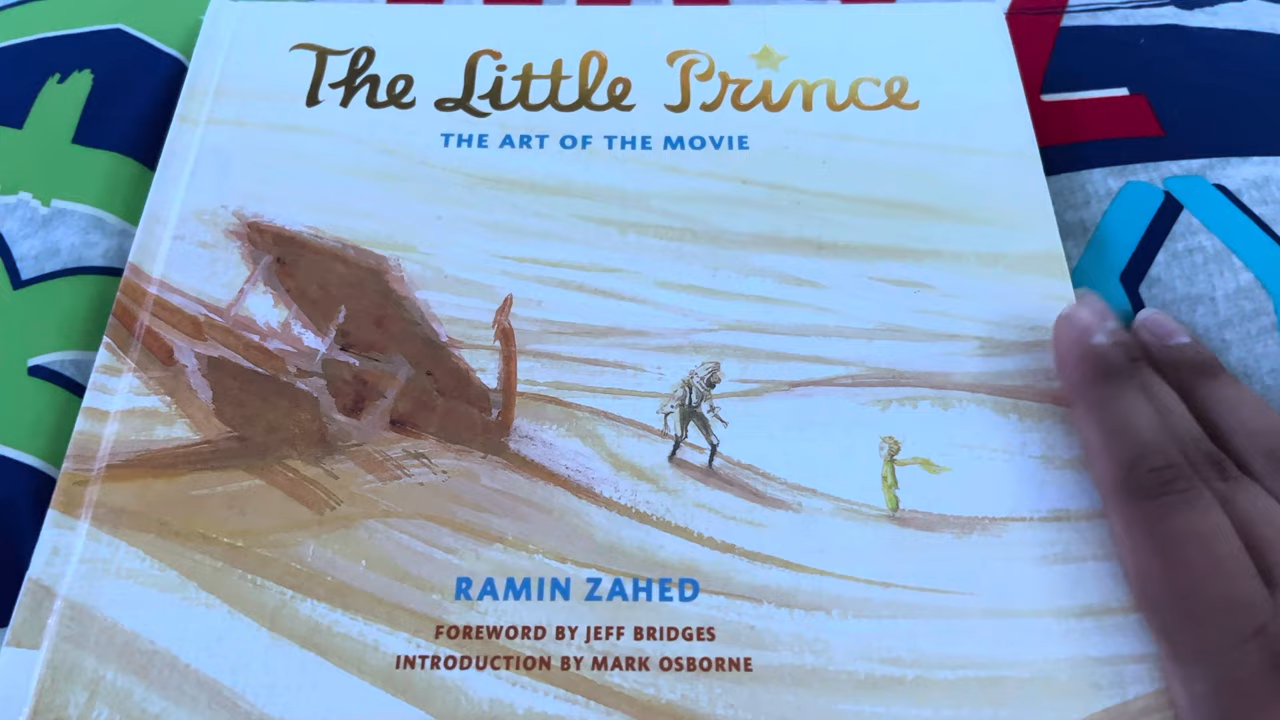 The Little Prince
THE ART OF THE MOVIE
RAMIN ZAHED
FOREWORD BY JEFF BRIDGES
INTRODUCTION BY MARK OSBORNE